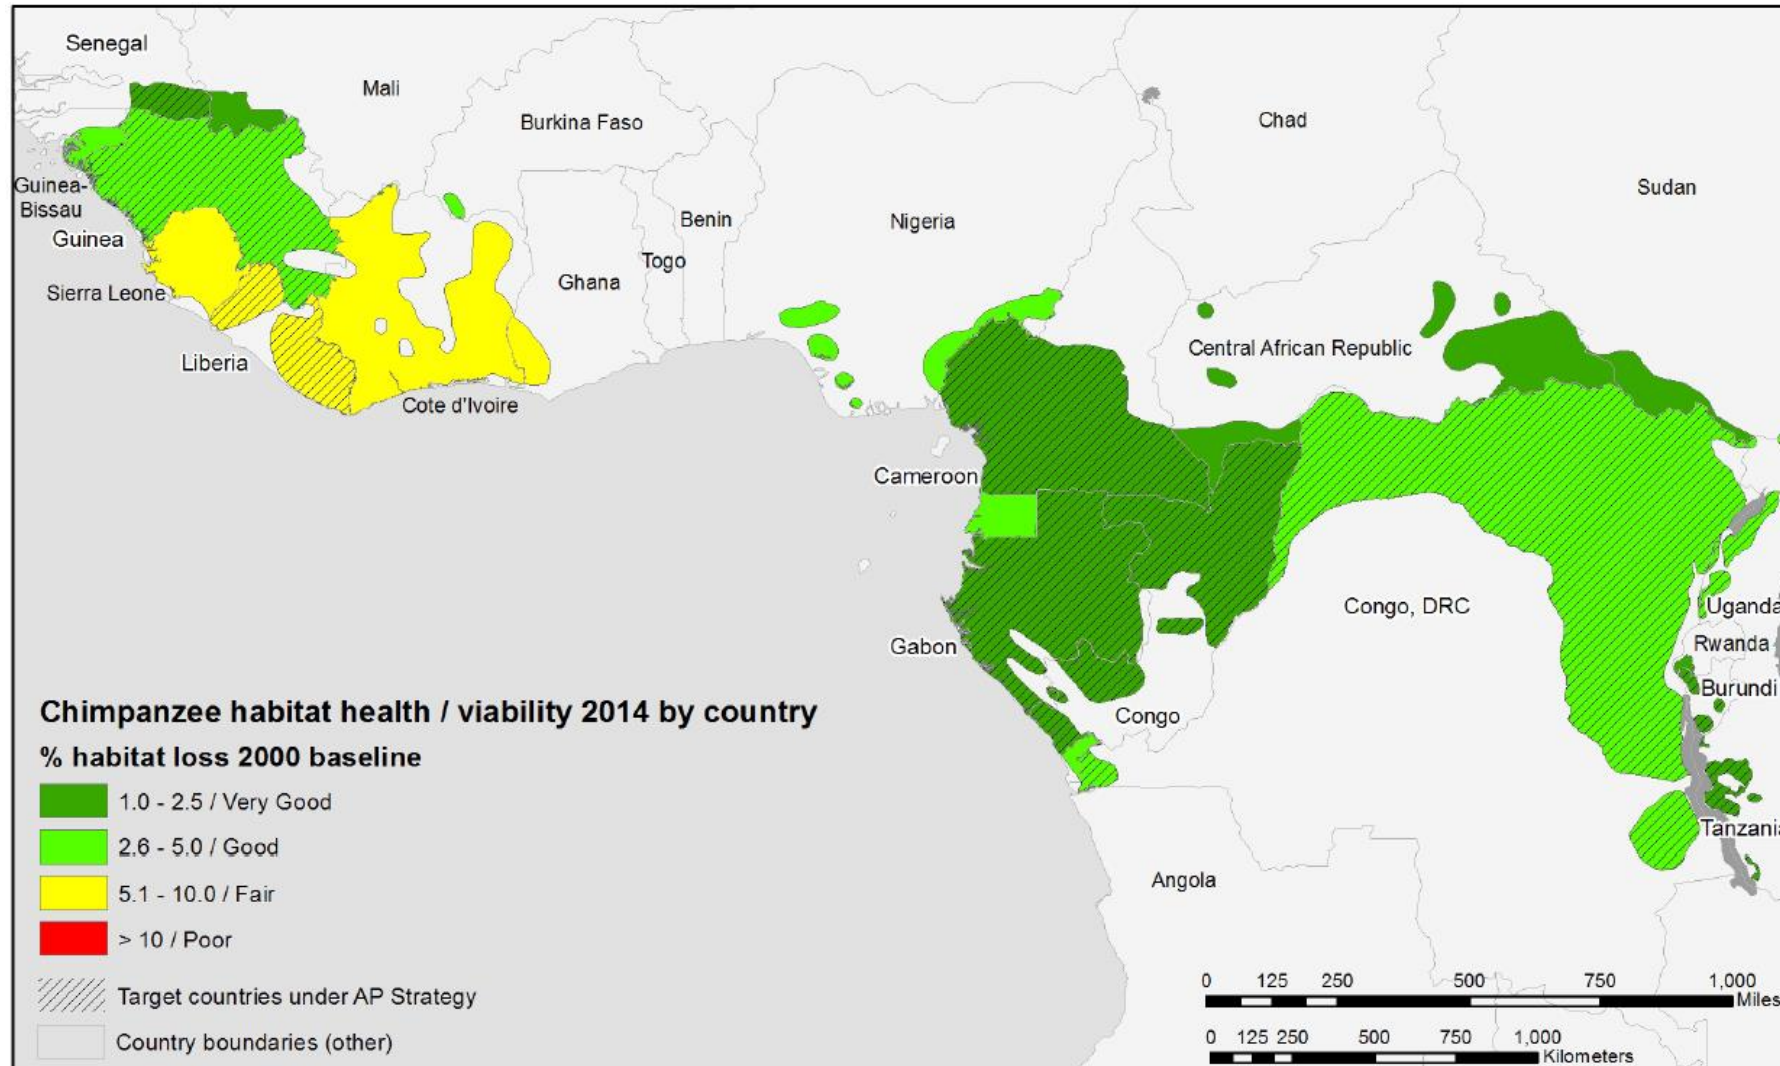 Senegal
Mali
Burkina Faso
Chad
Sudan
Guinea-
Bissau
Guinea
Benin
Nigeria
Togo
Ghana
Sierra Leone
Liberia
Cote d'Ivoire
Central African Republic
Cameroon
Congo, DRC
Uganda
Rwanda
Gabon
Burundi
Congo
Tanzania
Angola
Chimpanzee habitat health / viability 2014 by country
% habitat loss 2000 baseline
1.0 - 2.5 / Very Good
2.6 - 5.0 / Good
5.1 - 10.0 / Fair
> 10 / Poor
Target countries under AP Strategy
Country boundaries (other)
0 125 250 500 750 1,000
Miles
0 125 250 500 750 1,000
Kilometers